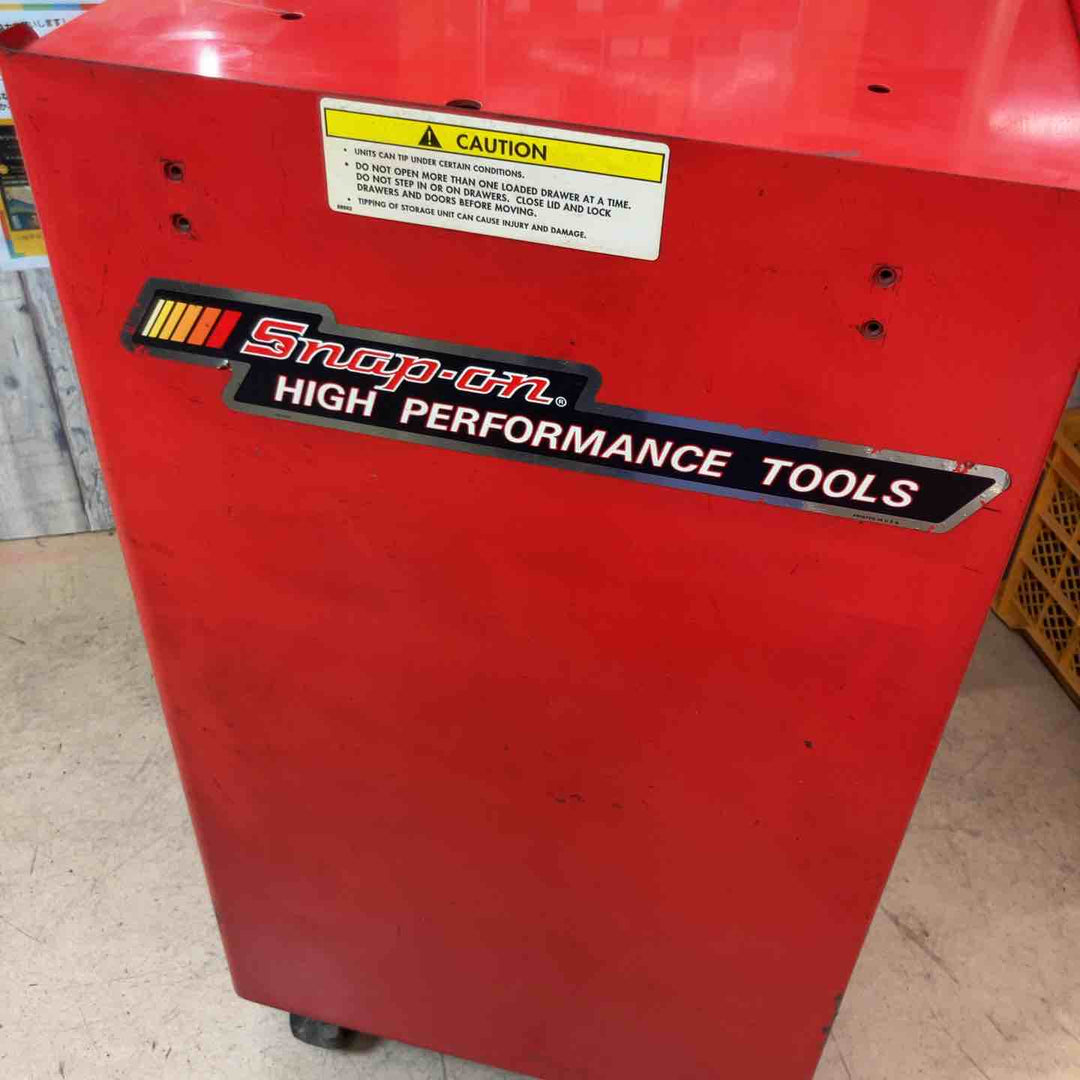 CAUTION
• UNITS CAN TIP UNDER CERTAIN CONDITIONS.
• DO NOT OPEN MORE THAN ONE LOADED DRAWER AT A TIME.
DO NOT STEP IN OR ON DRAWERS. CLOSE LID AND LOCK
DRAWERS AND DOORS BEFORE MOVING.
• TIPPING OF STORAGE UNIT CAN CAUSE INJURY AND DAMAGE.
Snap-on®
HIGH PERFORMANCE TOOLS
PRINTED IN U.S.A.